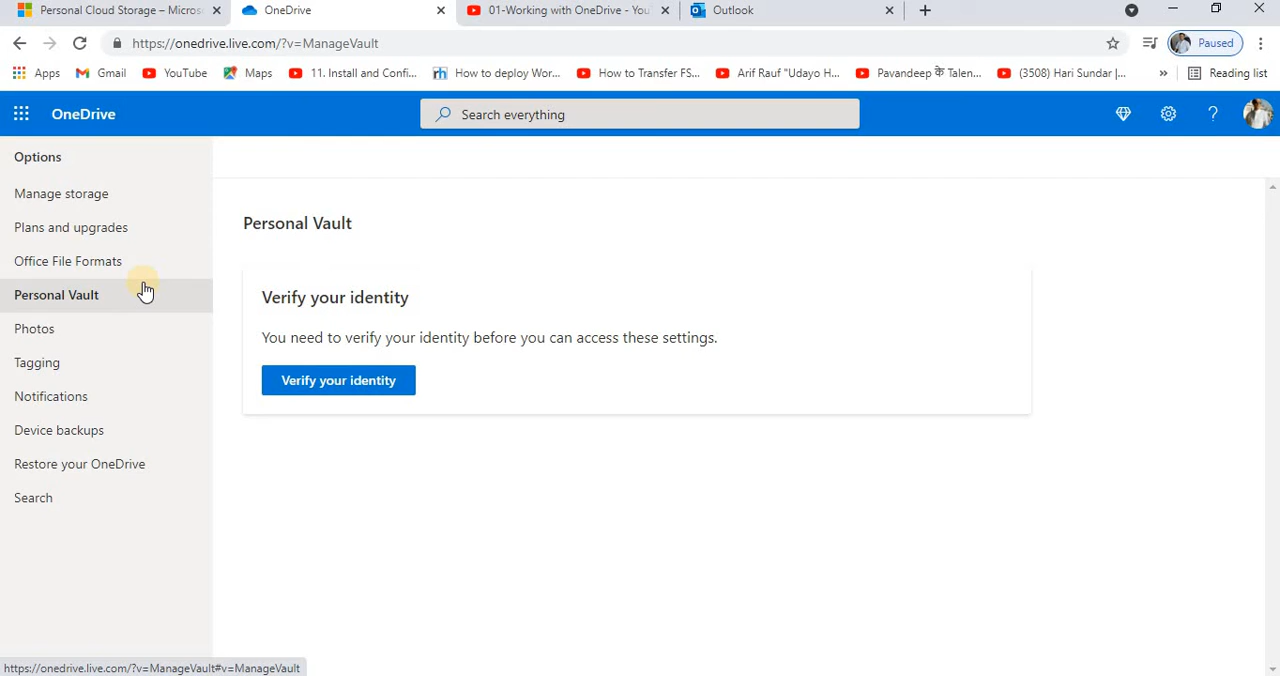 Personal Cloud Storage – Micros
OneDrive
01-Working with OneDrive - You
Outlook
https://onedrive.live.com/?v=ManageVault
Paused
Apps
Gmail
YouTube
Maps
11. Install and Confi...
How to deploy Wor...
How to Transfer FS...
Arif Rauf "Udayo H...
Pavandeep के Talen...
(3508) Hari Sundar |...
»
Reading list
OneDrive
Search everything
?
Options
Manage storage
Plans and upgrades
Office File Formats
Personal Vault
Photos
Tagging
Notifications
Device backups
Restore your OneDrive
Search
Personal Vault
Verify your identity
You need to verify your identity before you can access these settings.
Verify your identity
https://onedrive.live.com/?v=ManageVault#v=ManageVault